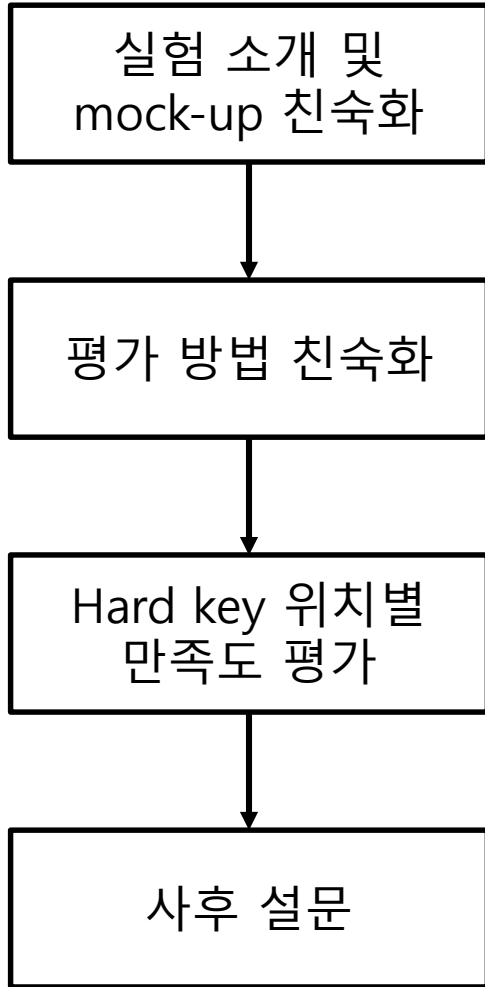 실험 소개 및
mock-up 친숙화
평가 방법 친숙화
Hard key 위치별
만족도 평가
사후 설문